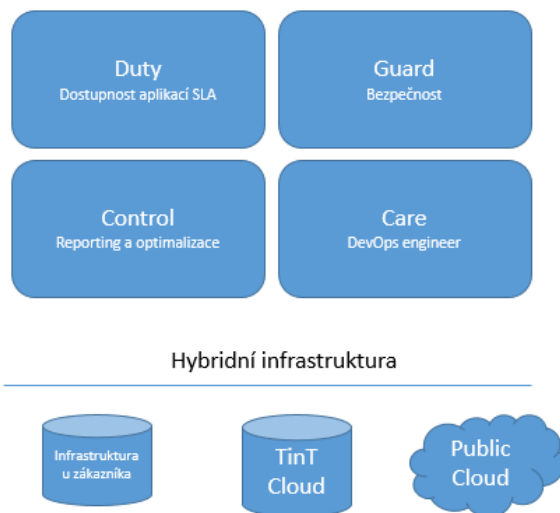 Duty
Dostupnost aplikací SLA
Guard
Bezpečnost
Control
Reporting a optimalizace
Care
DevOps engineer
Hybridní infrastruktura
Infrastruktura
u zákazníka
TinT
Cloud
Public
Cloud